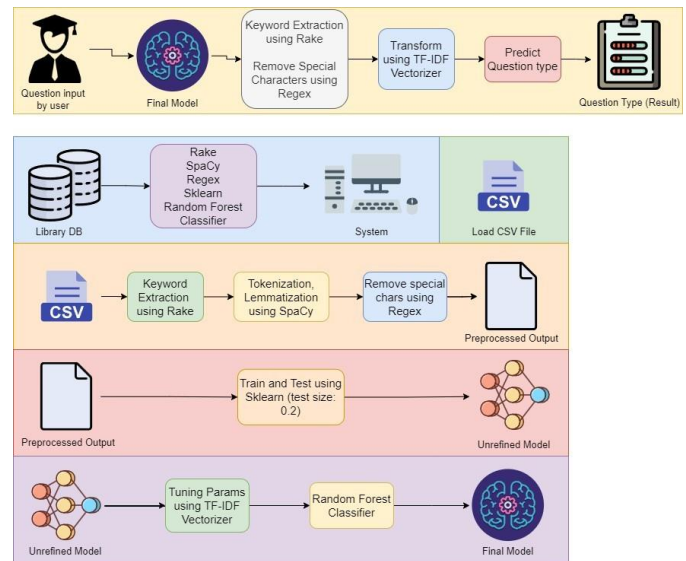 Keyword Extraction
using Rake
Remove Special
Characters using
Regex
Transform
using TF-IDF
Vectorizer
Predict
Question type
Question input
by user
Final Model
Question Type (Result)
Rake
SpaCy
Regex
Sklearn
Random Forest
Classifier
Library DB
System
CSV
Load CSV File
CSV
Keyword
Extraction
using Rake
Tokenization,
Lemmatization
using SpaCy
Remove special
chars using
Regex
Preprocessed Output
Train and Test using
Sklearn (test size:
0.2)
Preprocessed Output
Unrefined Model
Tuning Params
using TF-IDF
Vectorizer
Random Forest
Classifier
Unrefined Model
Final Model